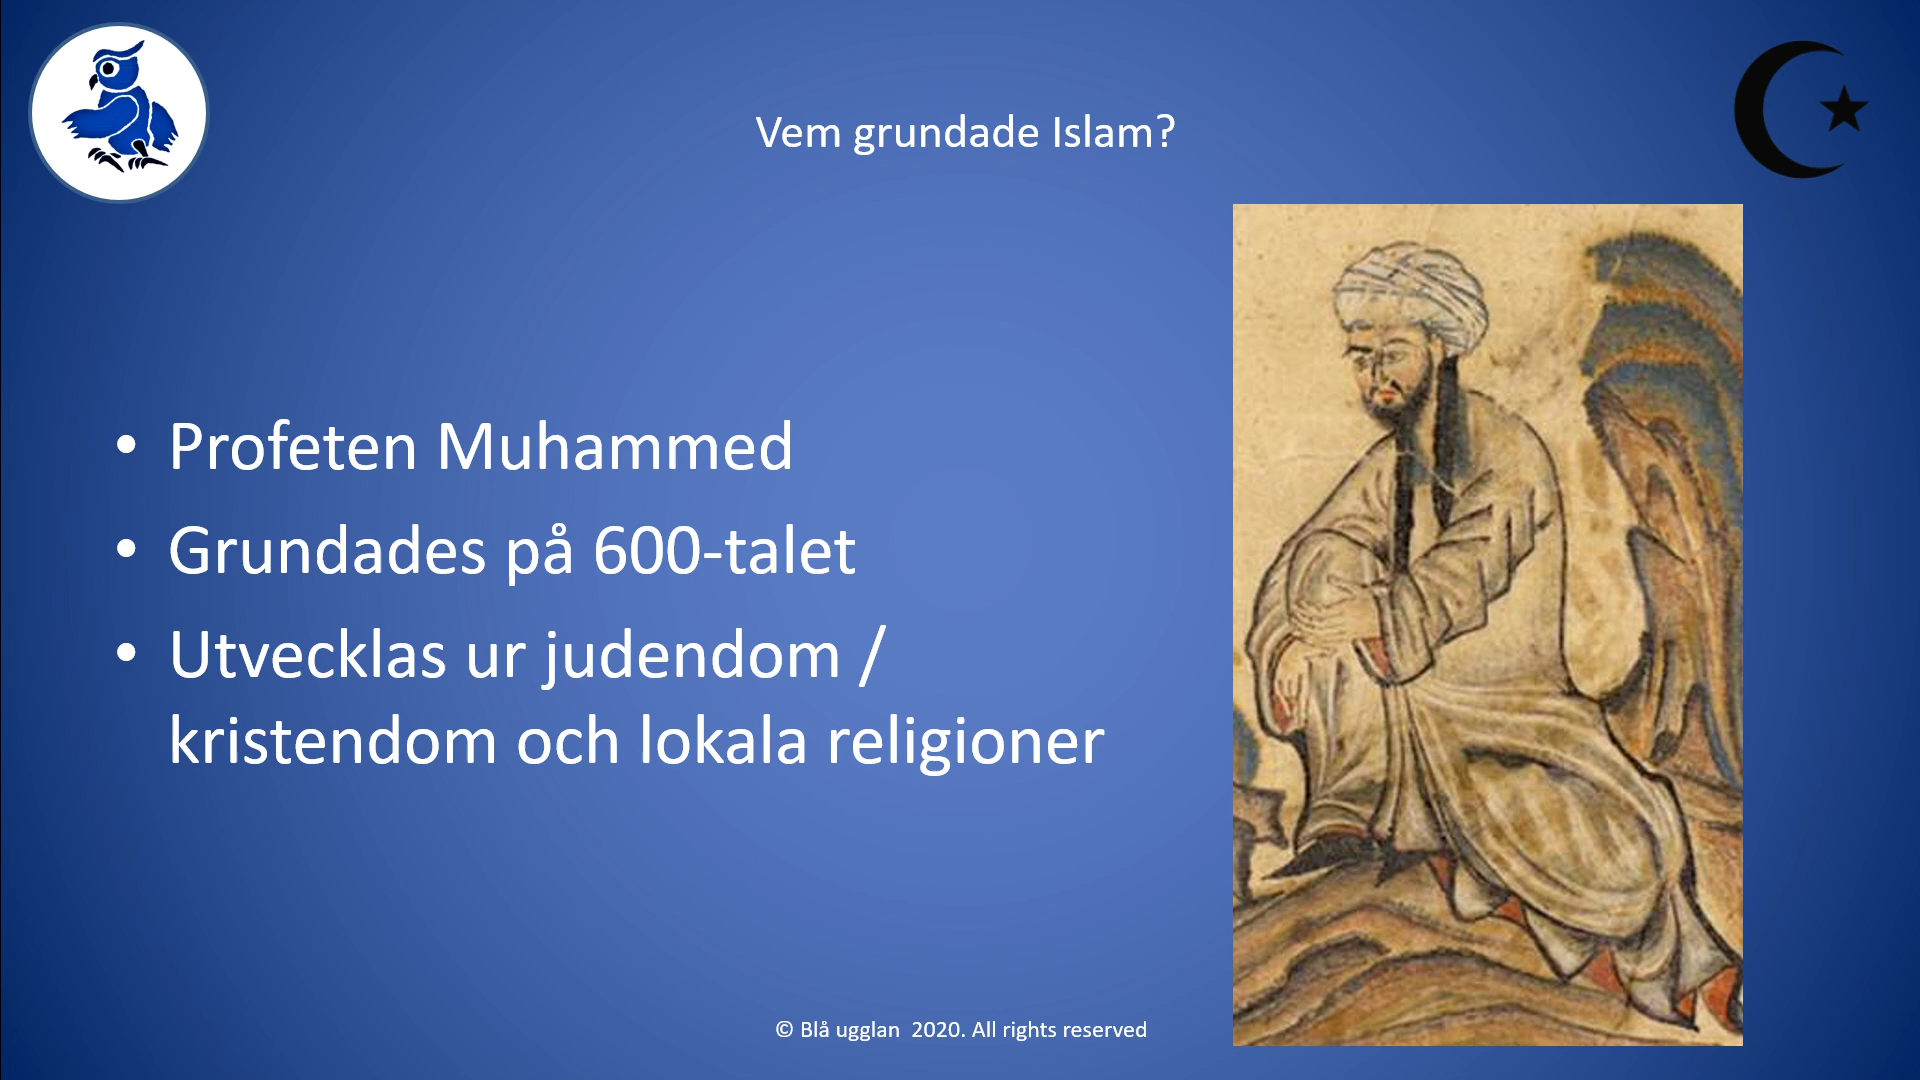 Vem grundade Islam?
• Profeten Muhammed
• Grundades på 600-talet
• Utvecklas ur judendom /
kristendom och lokala religioner
© Blå ugglan  2020. All rights reserved